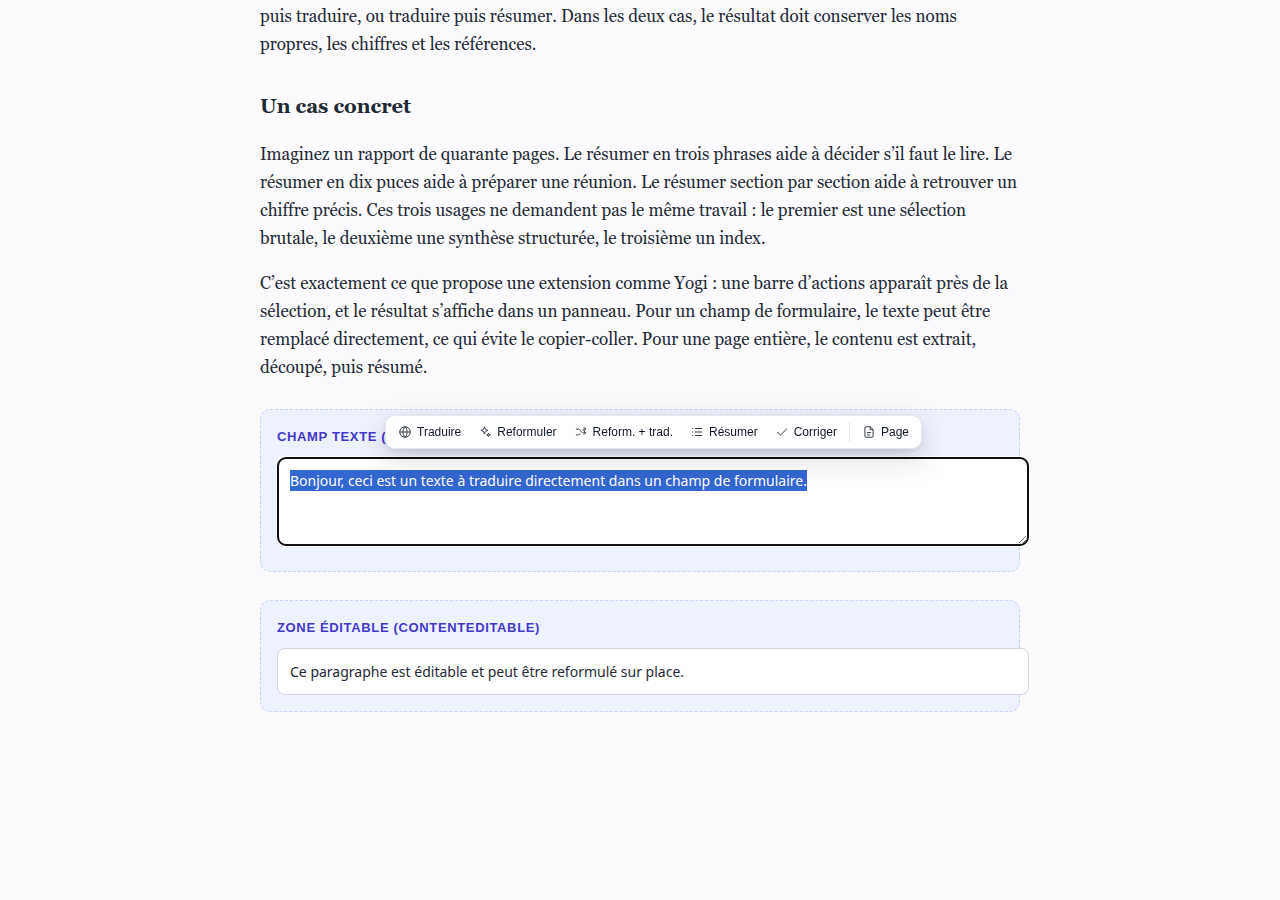 puis traduire, ou traduire puis résumer. Dans les deux cas, le résultat doit conserver les noms
propres, les chiffres et les références.
Un cas concret
Imaginez un rapport de quarante pages. Le résumer en trois phrases aide à décider s’il faut le lire. Le
résumer en dix puces aide à préparer une réunion. Le résumer section par section aide à retrouver un
chiffre précis. Ces trois usages ne demandent pas le même travail : le premier est une sélection
brutale, le deuxième une synthèse structurée, le troisième un index.
C’est exactement ce que propose une extension comme Yogi : une barre d’actions apparaît près de la
sélection, et le résultat s’affiche dans un panneau. Pour un champ de formulaire, le texte peut être
remplacé directement, ce qui évite le copier-coller. Pour une page entière, le contenu est extrait,
découpé, puis résumé.
CHAMP TEXTE (
Traduire Reformuler Reform. + trad. Résumer Corriger Page
Bonjour, ceci est un texte à traduire directement dans un champ de formulaire.
ZONE ÉDITABLE (CONTENTEDITABLE)
Ce paragraphe est éditable et peut être reformulé sur place.